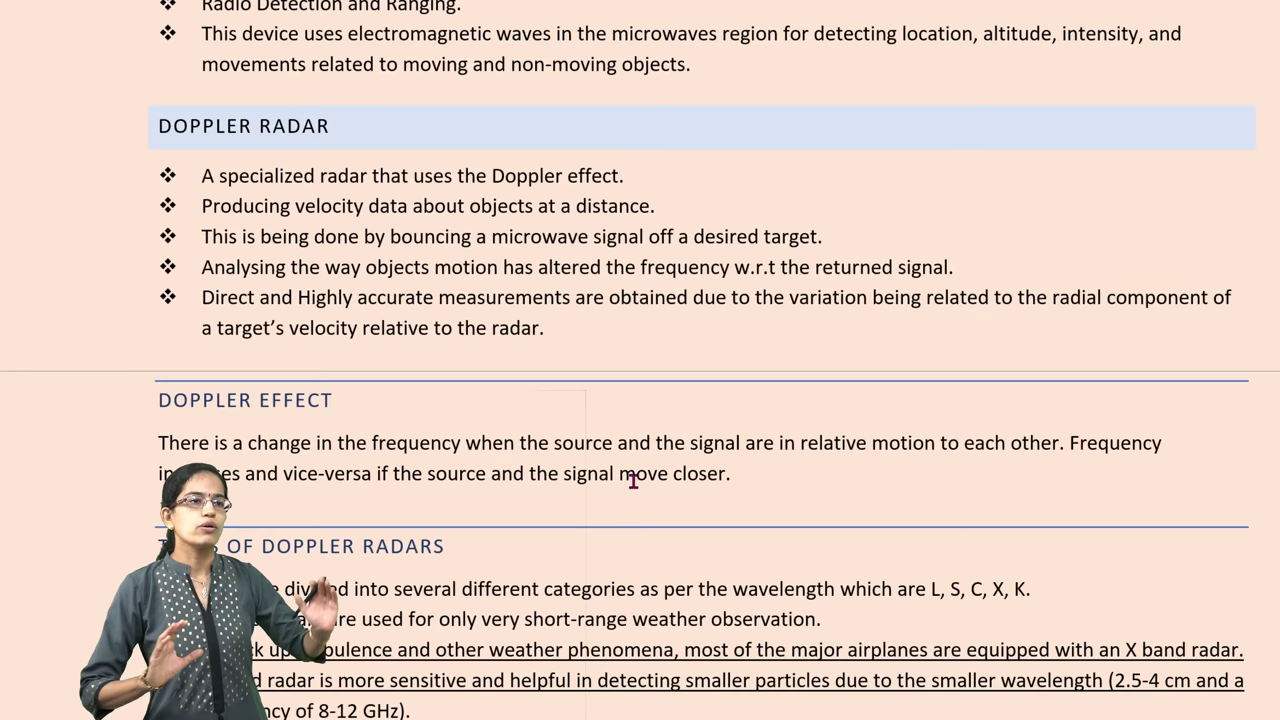 ❖ Radio Detection and Ranging.
❖ This device uses electromagnetic waves in the microwaves region for detecting location, altitude, intensity, and
movements related to moving and non-moving objects.
DOPPLER RADAR
❖ A specialized radar that uses the Doppler effect.
❖ Producing velocity data about objects at a distance.
❖ This is being done by bouncing a microwave signal off a desired target.
❖ Analysing the way objects motion has altered the frequency w.r.t the returned signal.
❖ Direct and Highly accurate measurements are obtained due to the variation being related to the radial component of
a target’s velocity relative to the radar.
DOPPLER EFFECT
There is a change in the frequency when the source and the signal are in relative motion to each other. Frequency
and vice-versa if the source and the signal move closer.
OF DOPPLER RADARS
into several different categories as per the wavelength which are L, S, C, X, K.
used for only very short-range weather observation.
and other weather phenomena, most of the major airplanes are equipped with an X band radar.
radar is more sensitive and helpful in detecting smaller particles due to the smaller wavelength (2.5-4 cm and a
of 8-12 GHz).